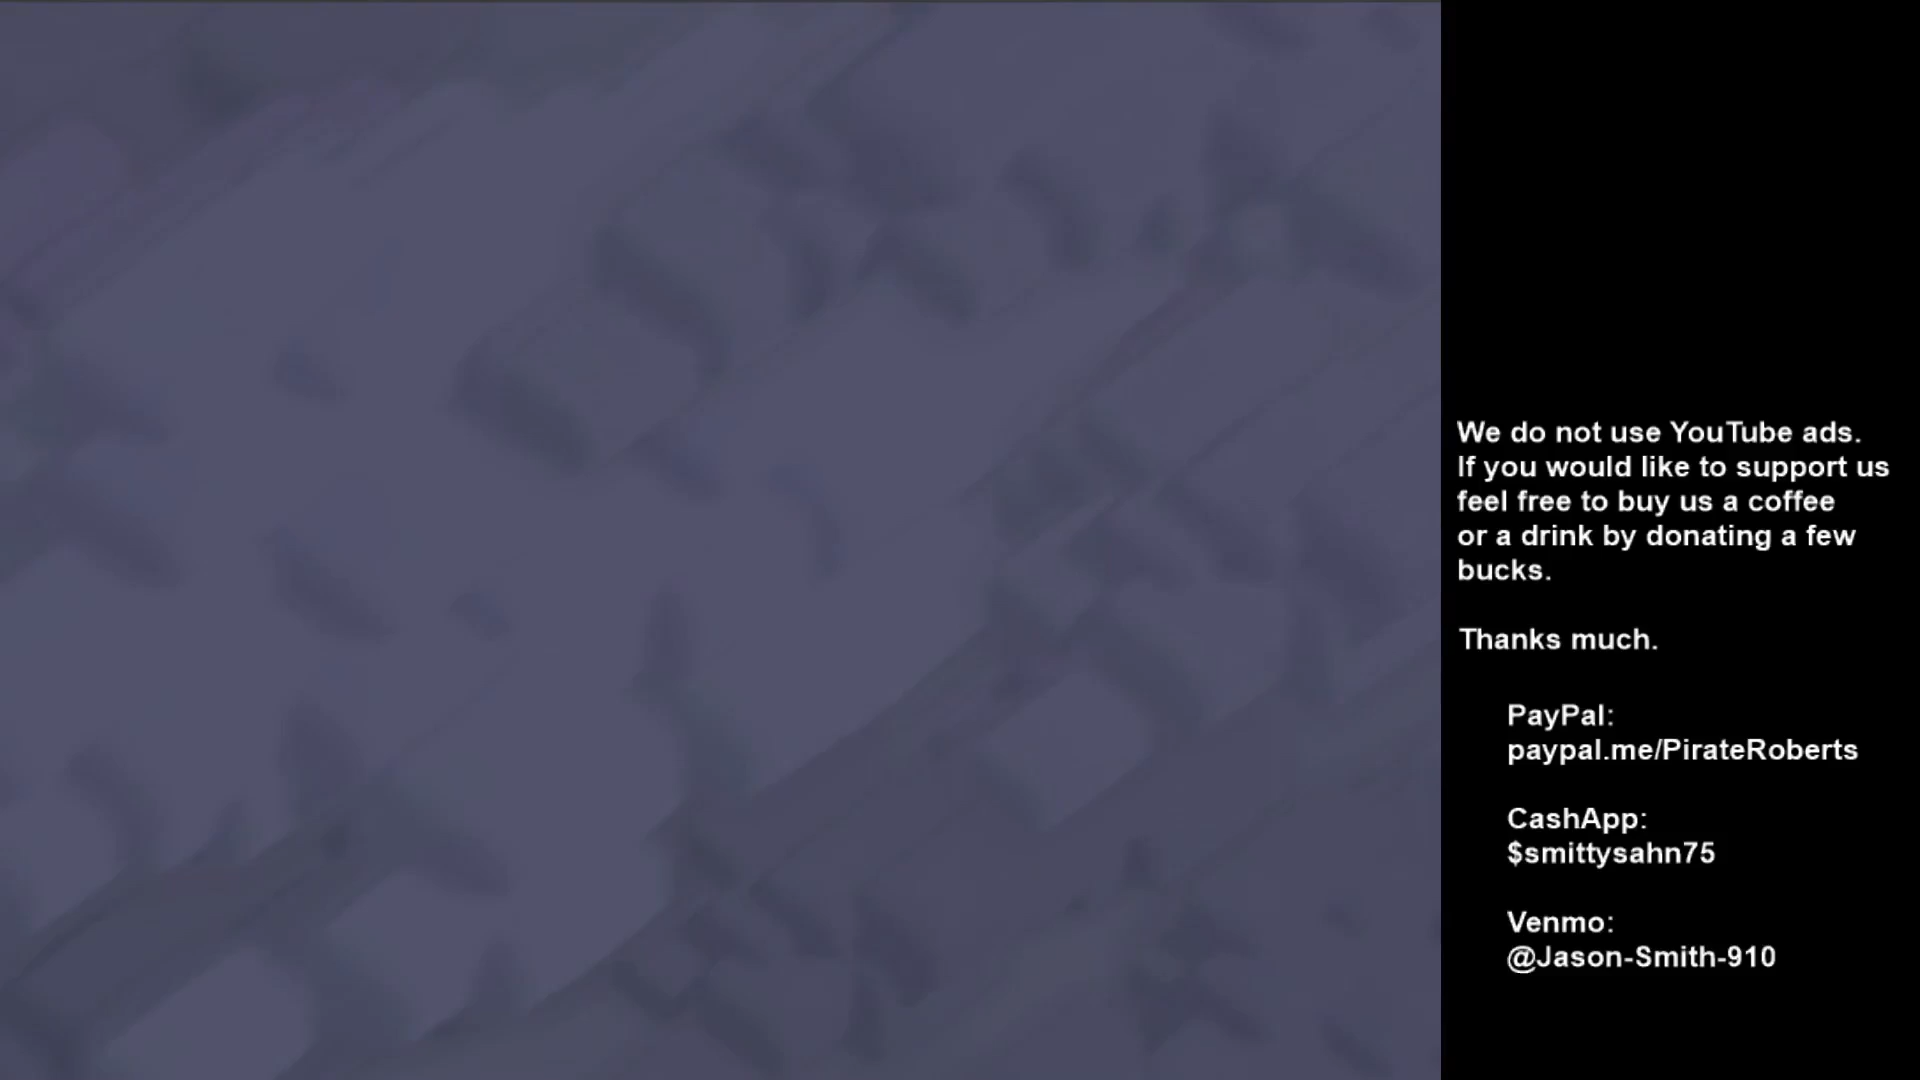 We do not use YouTube ads.
If you would like to support us
feel free to buy us a coffee
or a drink by donating a few
bucks.
Thanks much.
PayPal:
paypal.me/PirateRoberts
CashApp:
$smittysahn75
Venmo:
@Jason-Smith-910